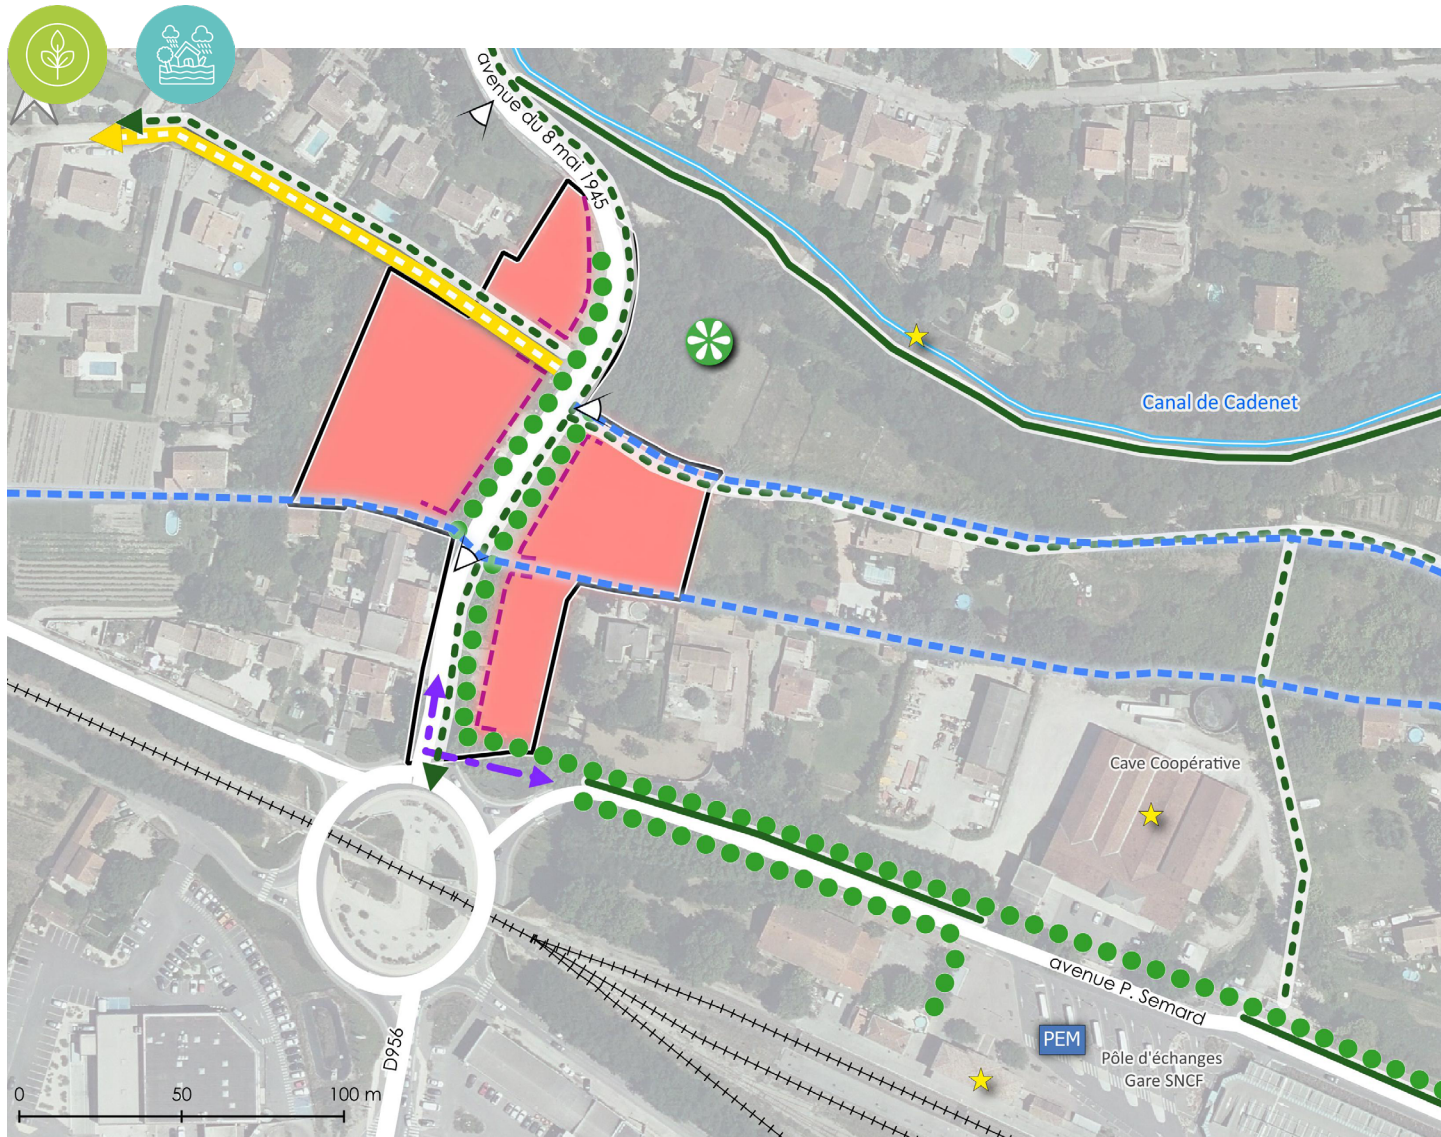 avenue du 8 mai 1945
Canal de Cadenet
Cave Coopérative
avenue P. Semard
PEM
Pôle d'échanges
Gare SNCF
D956
0 50 100 m